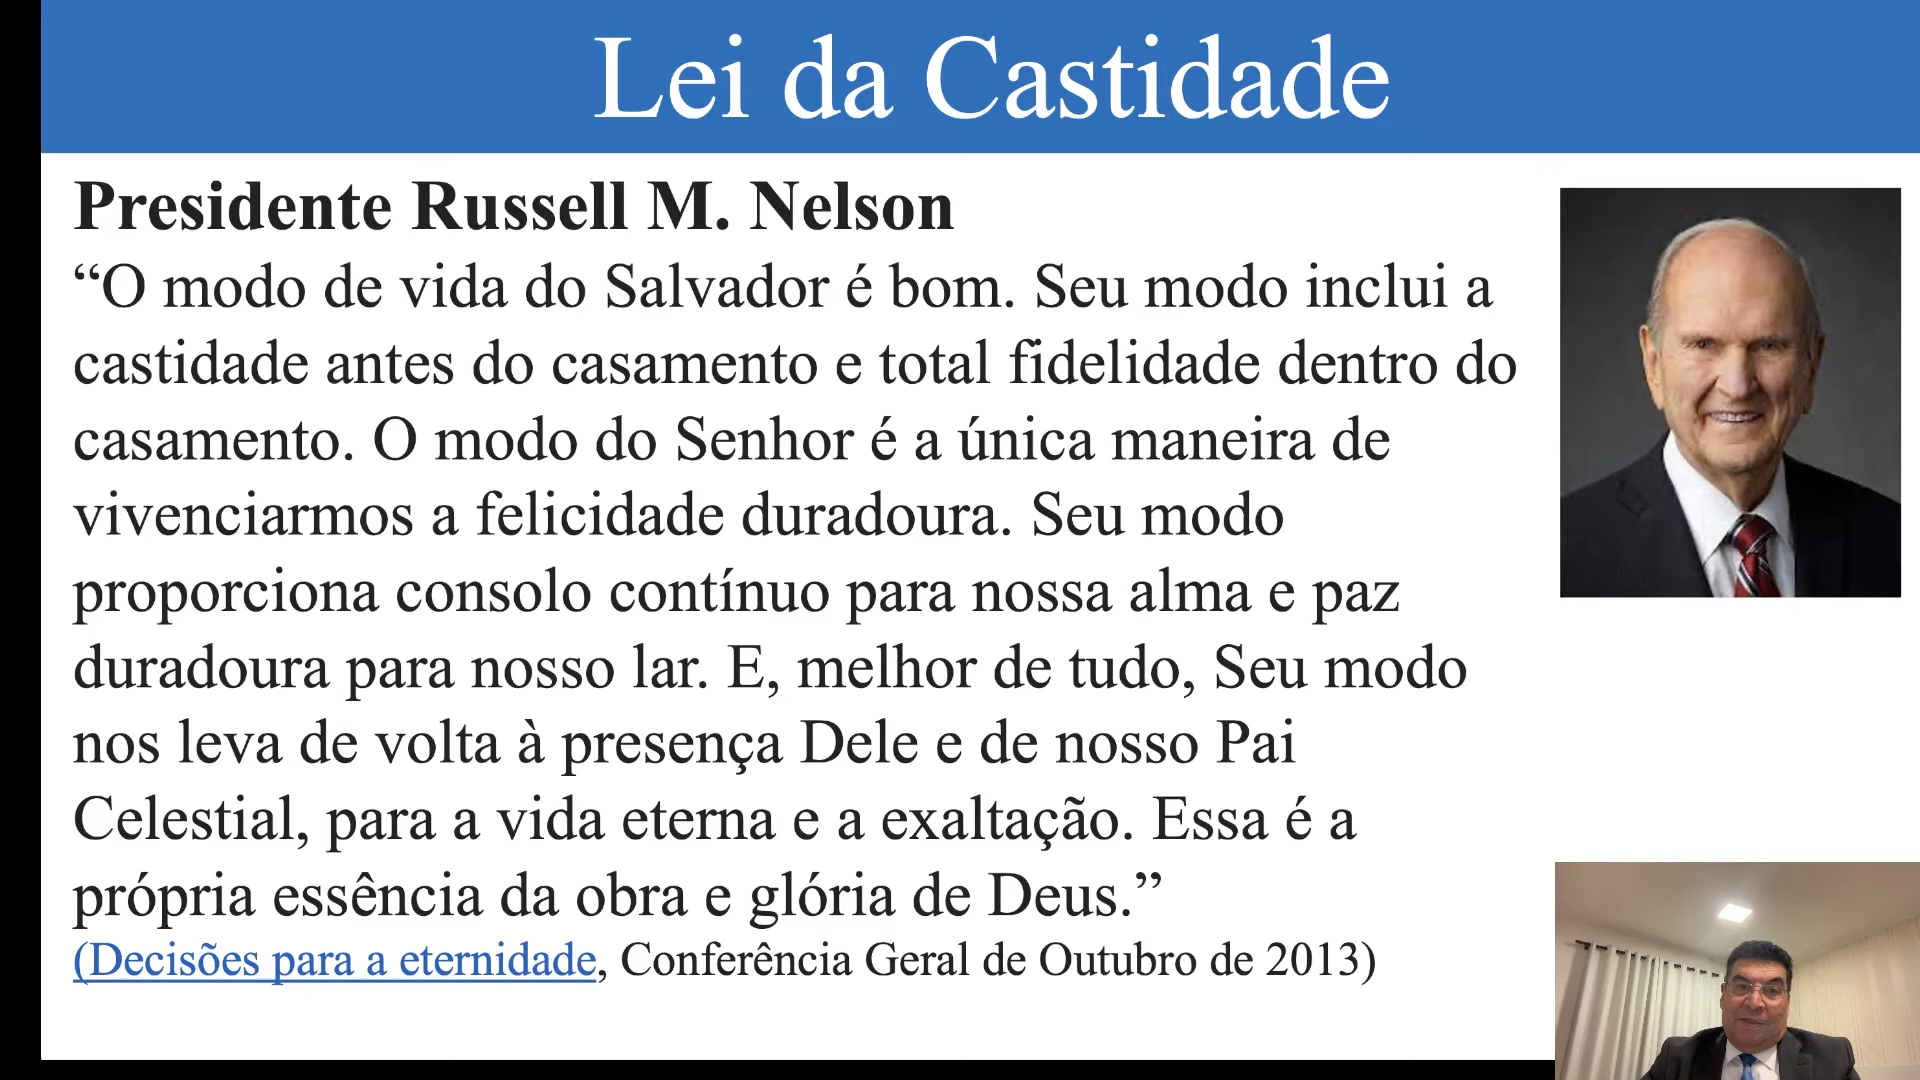 Lei da Castidade
Presidente Russell M. Nelson
“O modo de vida do Salvador é bom. Seu modo inclui a
castidade antes do casamento e total fidelidade dentro do
casamento. O modo do Senhor é a única maneira de
vivenciarmos a felicidade duradoura. Seu modo
proporciona consolo contínuo para nossa alma e paz
duradoura para nosso lar. E, melhor de tudo, Seu modo
nos leva de volta à presença Dele e de nosso Pai
Celestial, para a vida eterna e a exaltação. Essa é a
própria essência da obra e glória de Deus.”
(Decisões para a eternidade, Conferência Geral de Outubro de 2013)